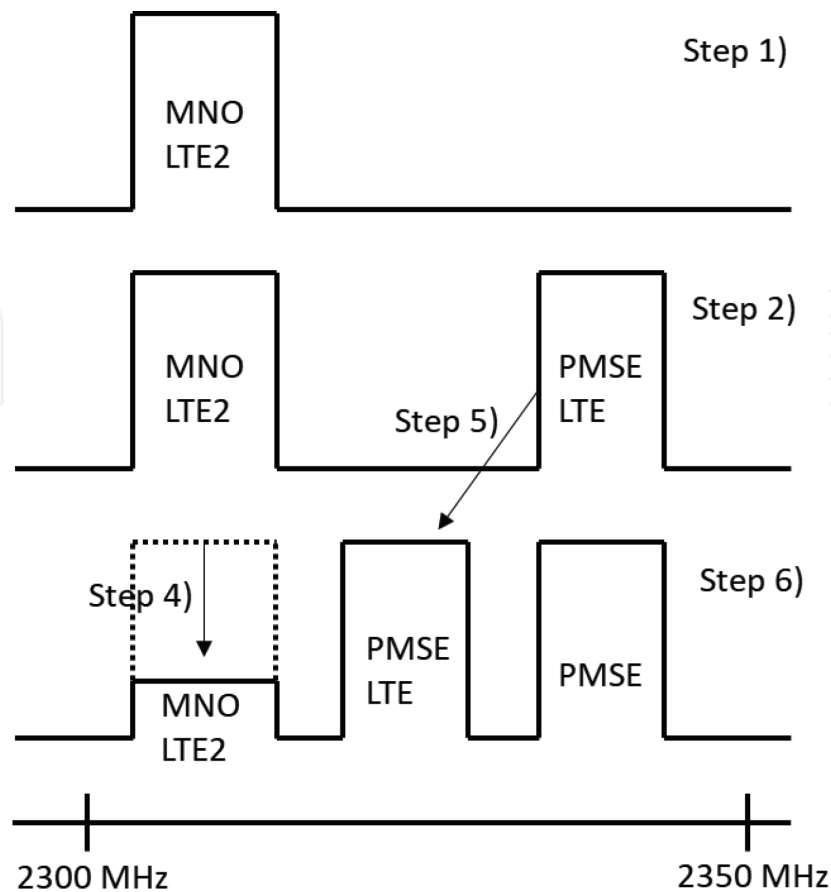 Step 1)
MNO
LTE2
Step 2)
MNO
LTE2
PMSE
LTE
Step 5)
Step 4)
Step 6)
PMSE
LTE
PMSE
MNO
LTE2
2300 MHz
2350 MHz